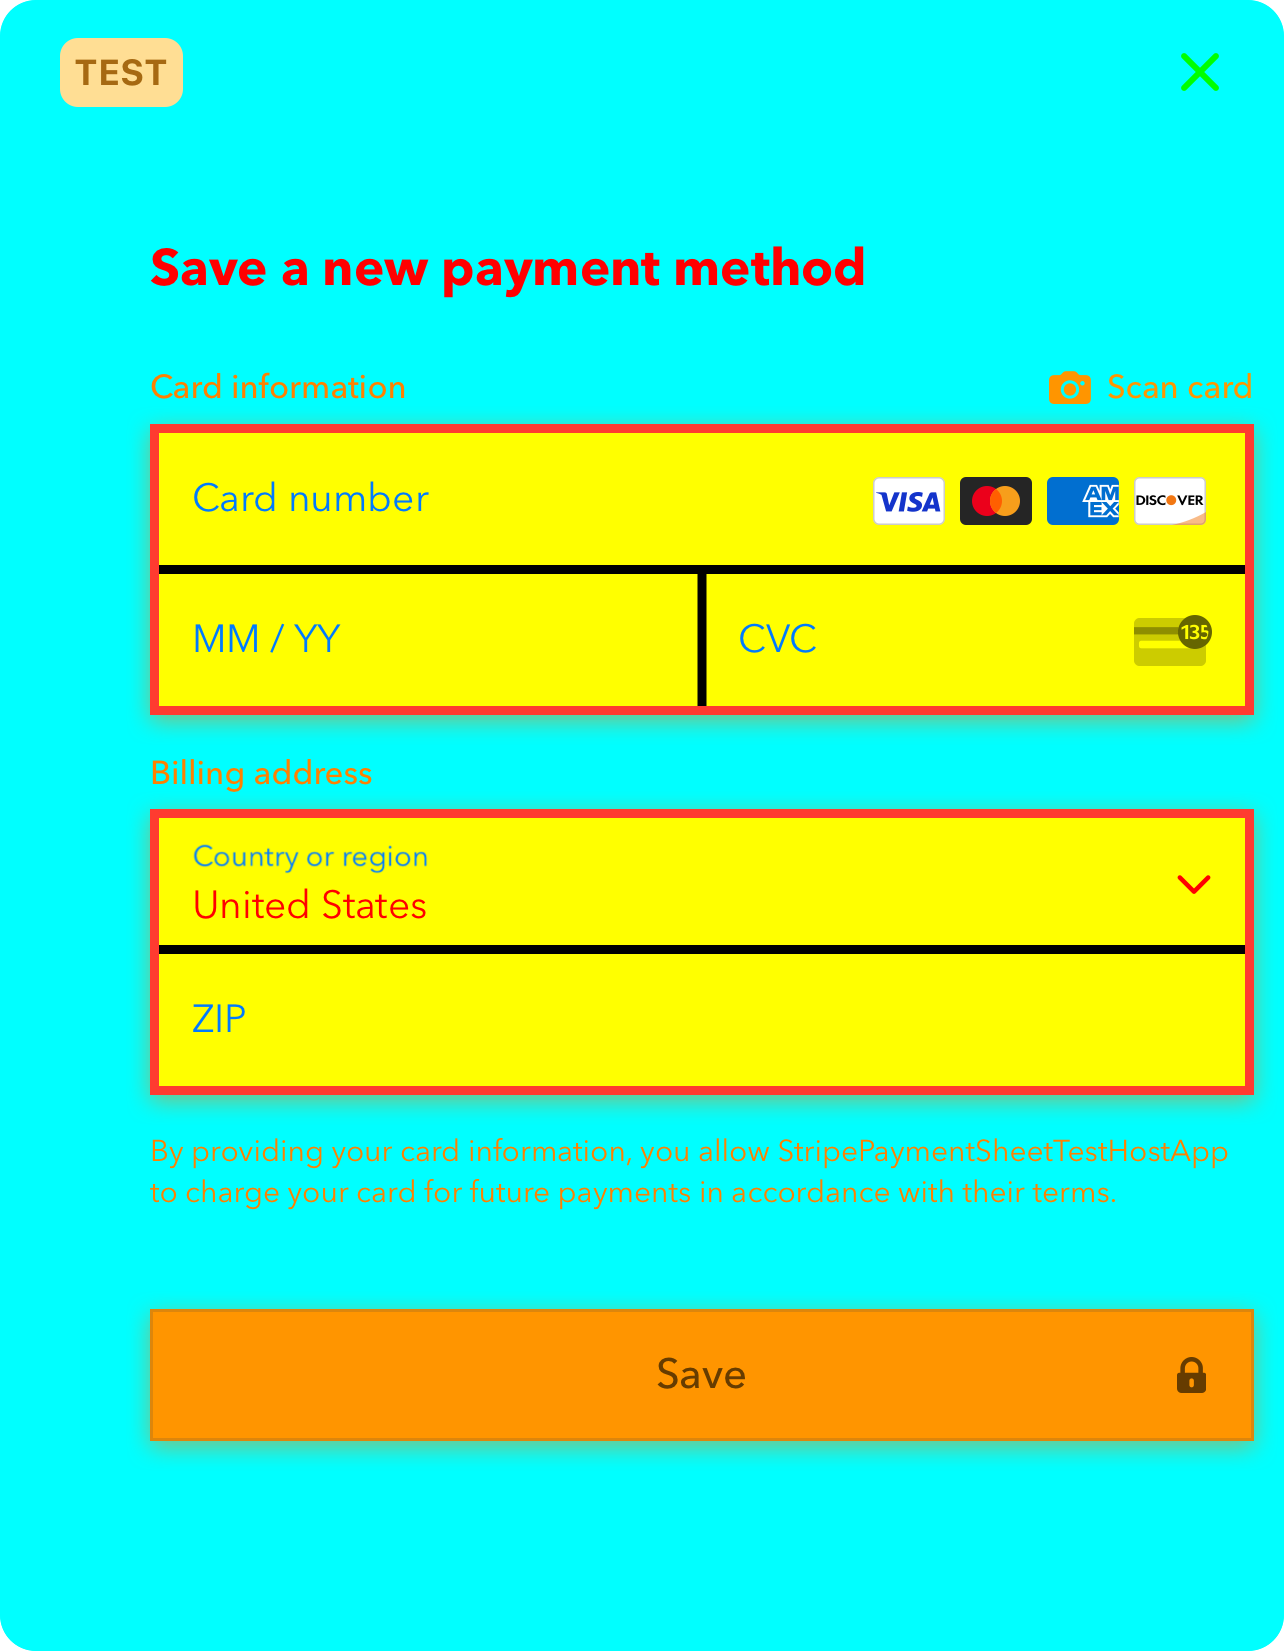 TEST
Save a new payment method
Card information
Scan card
Card number
VISA
AM
EX
DISCOVER
MM / YY
CVC
135
Billing address
Country or region
United States
ZIP
By providing your card information, you allow StripePaymentSheetTestHostApp
to charge your card for future payments in accordance with their terms.
Save